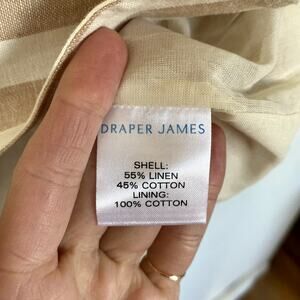 DRAPER JAMES
SHELL:
55% LINEN
45% COTTON
LINING:
100% COTTON